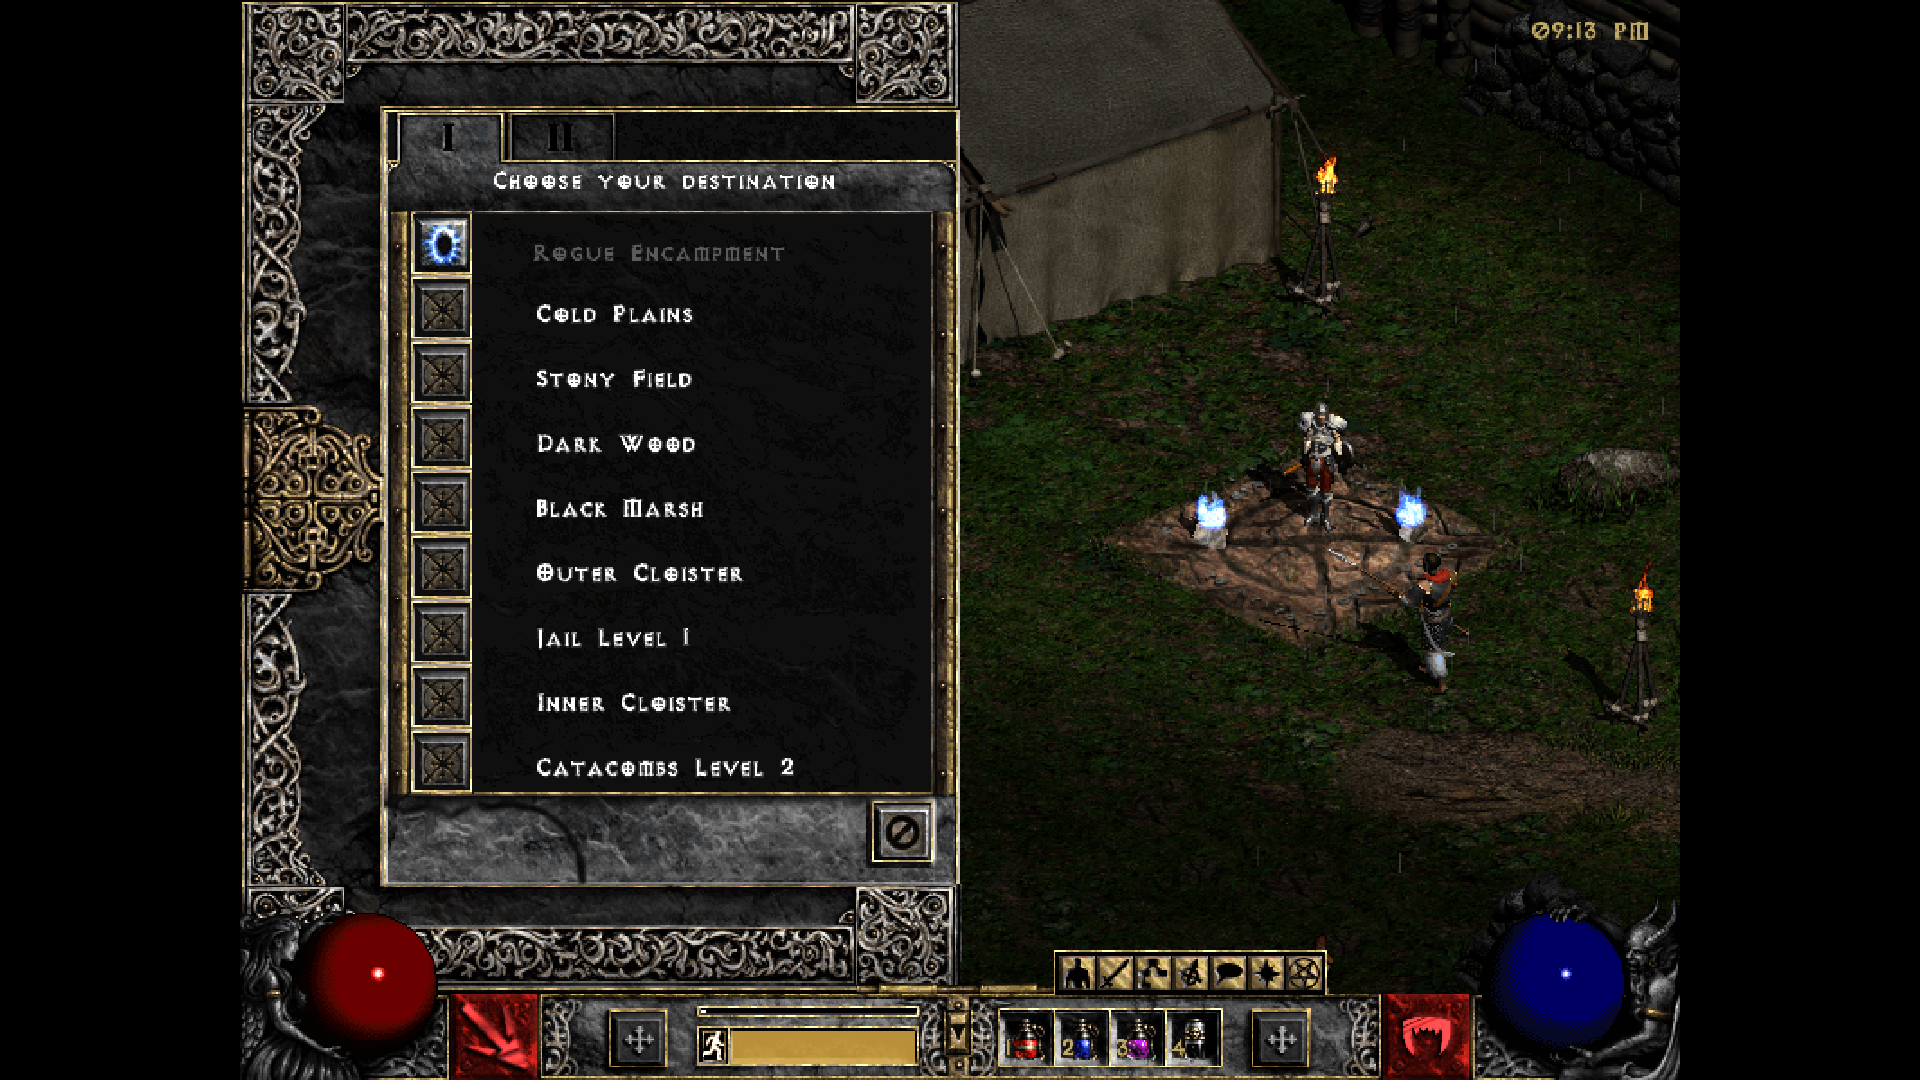 09:13 PM
I II
Choose your destination
Rogue Encampment
Cold Plains
Stony Field
Dark Wood
Black Marsh
Outer Cloister
Jail Level 1
Inner Cloister
Catacombs Level 2
2 3 4